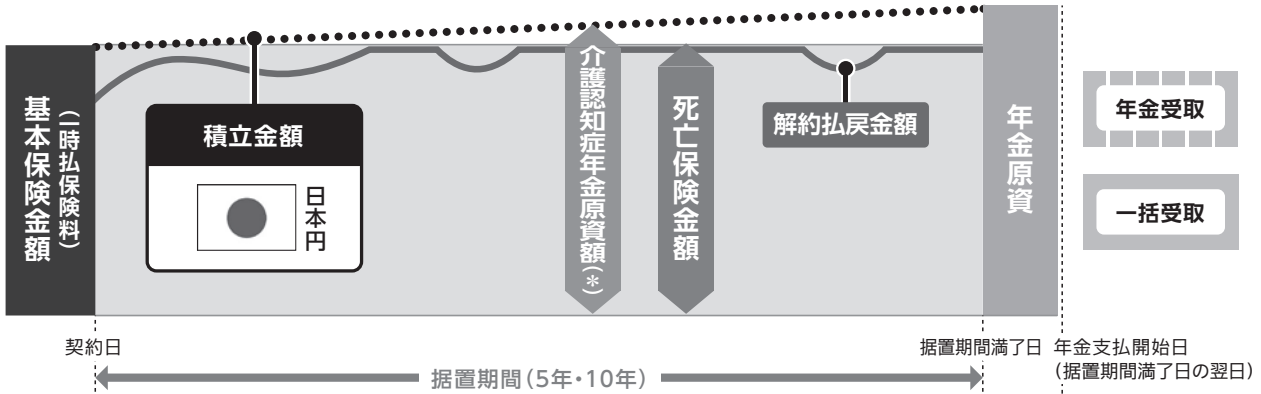 基本保険金額
（一時払保険料）
積立金額
日本円
介護認知症年金原資額(＊)
死亡保険金額
解約払戻金額
年金原資
年金受取
一括受取
契約日
据置期間満了日
年金支払開始日
（据置期間満了日の翌日）
据置期間（5年・10年）